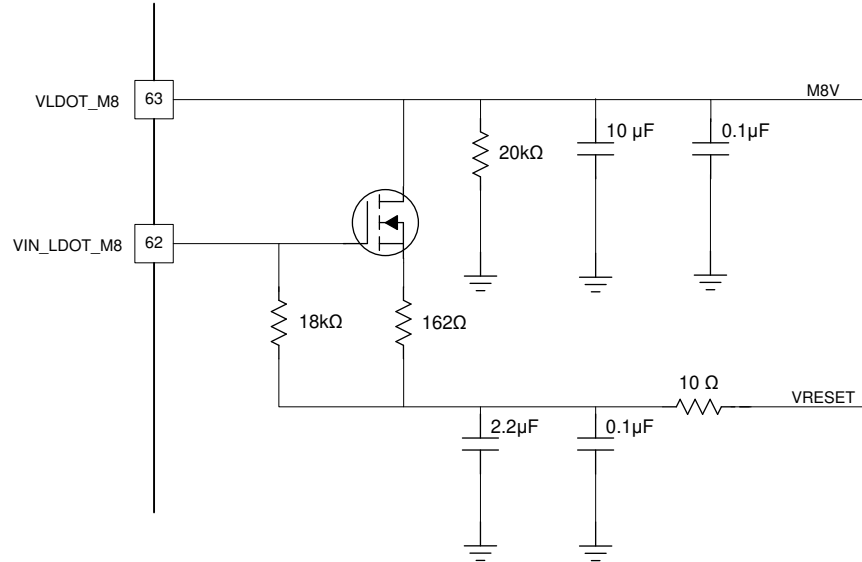 M8V
VLDOT_M8
63
10 µF
0.1µF
20kΩ
VIN_LDOT_M8
62
18kΩ
162Ω
10 Ω
VRESET
2.2µF
0.1µF